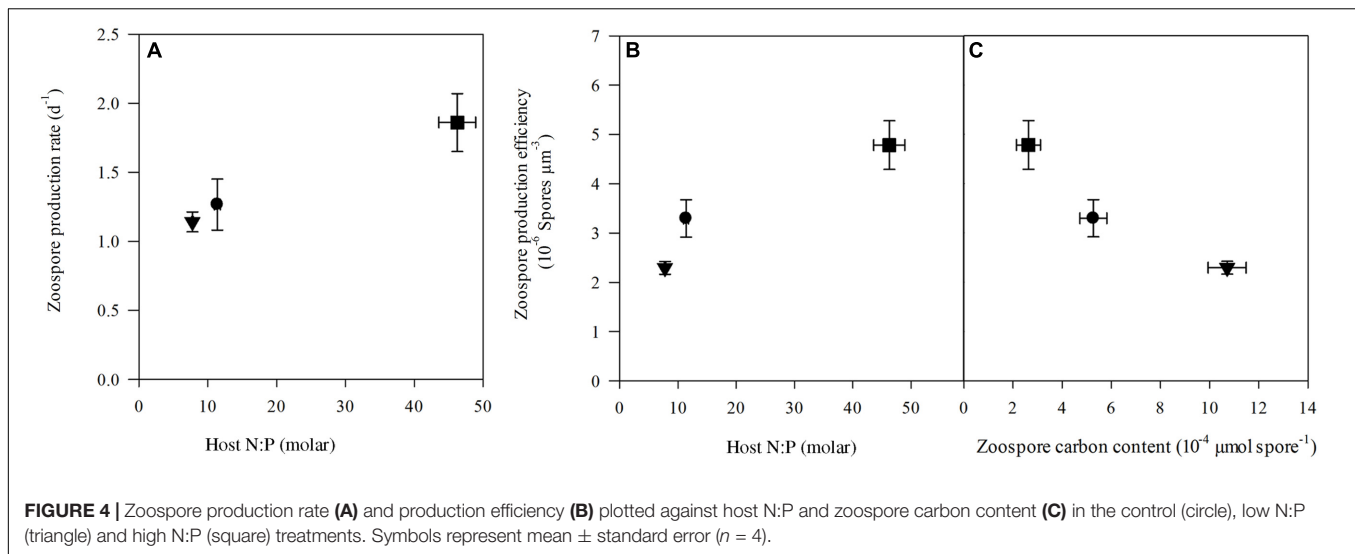 A
2.5
2.0
1.5
1.0
0.5
0.0
Zoospore production rate (d⁻¹)
0 10 20 30 40 50
Host N:P (molar)
B
7
6
5
4
3
2
1
0
Zoospore production efficiency
(10⁻⁶ Spores μm⁻³)
0 10 20 30 40 50
Host N:P (molar)
C
0 2 4 6 8 10 12 14
Zoospore carbon content (10⁻⁴ μmol spore⁻¹)
FIGURE 4 | Zoospore production rate (A) and production efficiency (B) plotted against host N:P and zoospore carbon content (C) in the control (circle), low N:P
(triangle) and high N:P (square) treatments. Symbols represent mean ± standard error (n = 4).